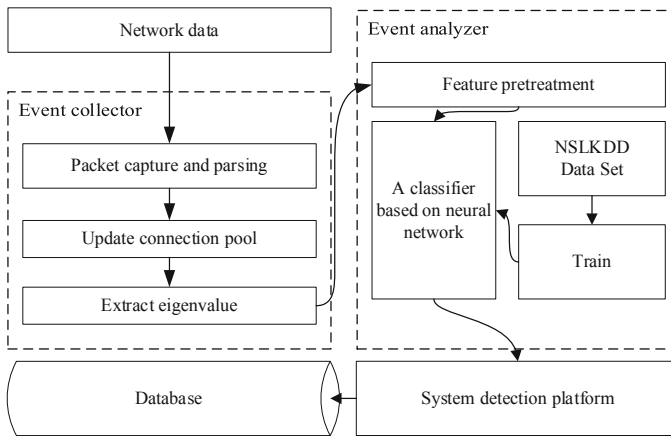 Network data
Event collector
Packet capture and parsing
Update connection pool
Extract eigenvalue
Event analyzer
Feature pretreatment
A classifier
based on neural
network
NSLKDD
Data Set
Train
Database
System detection platform